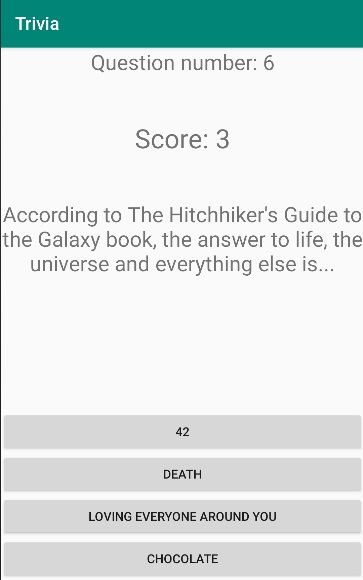 Trivia
Question number: 6
Score: 3
According to The Hitchhiker's Guide to
the Galaxy book, the answer to life, the
universe and everything else is...
42
DEATH
LOVING EVERYONE AROUND YOU
CHOCOLATE